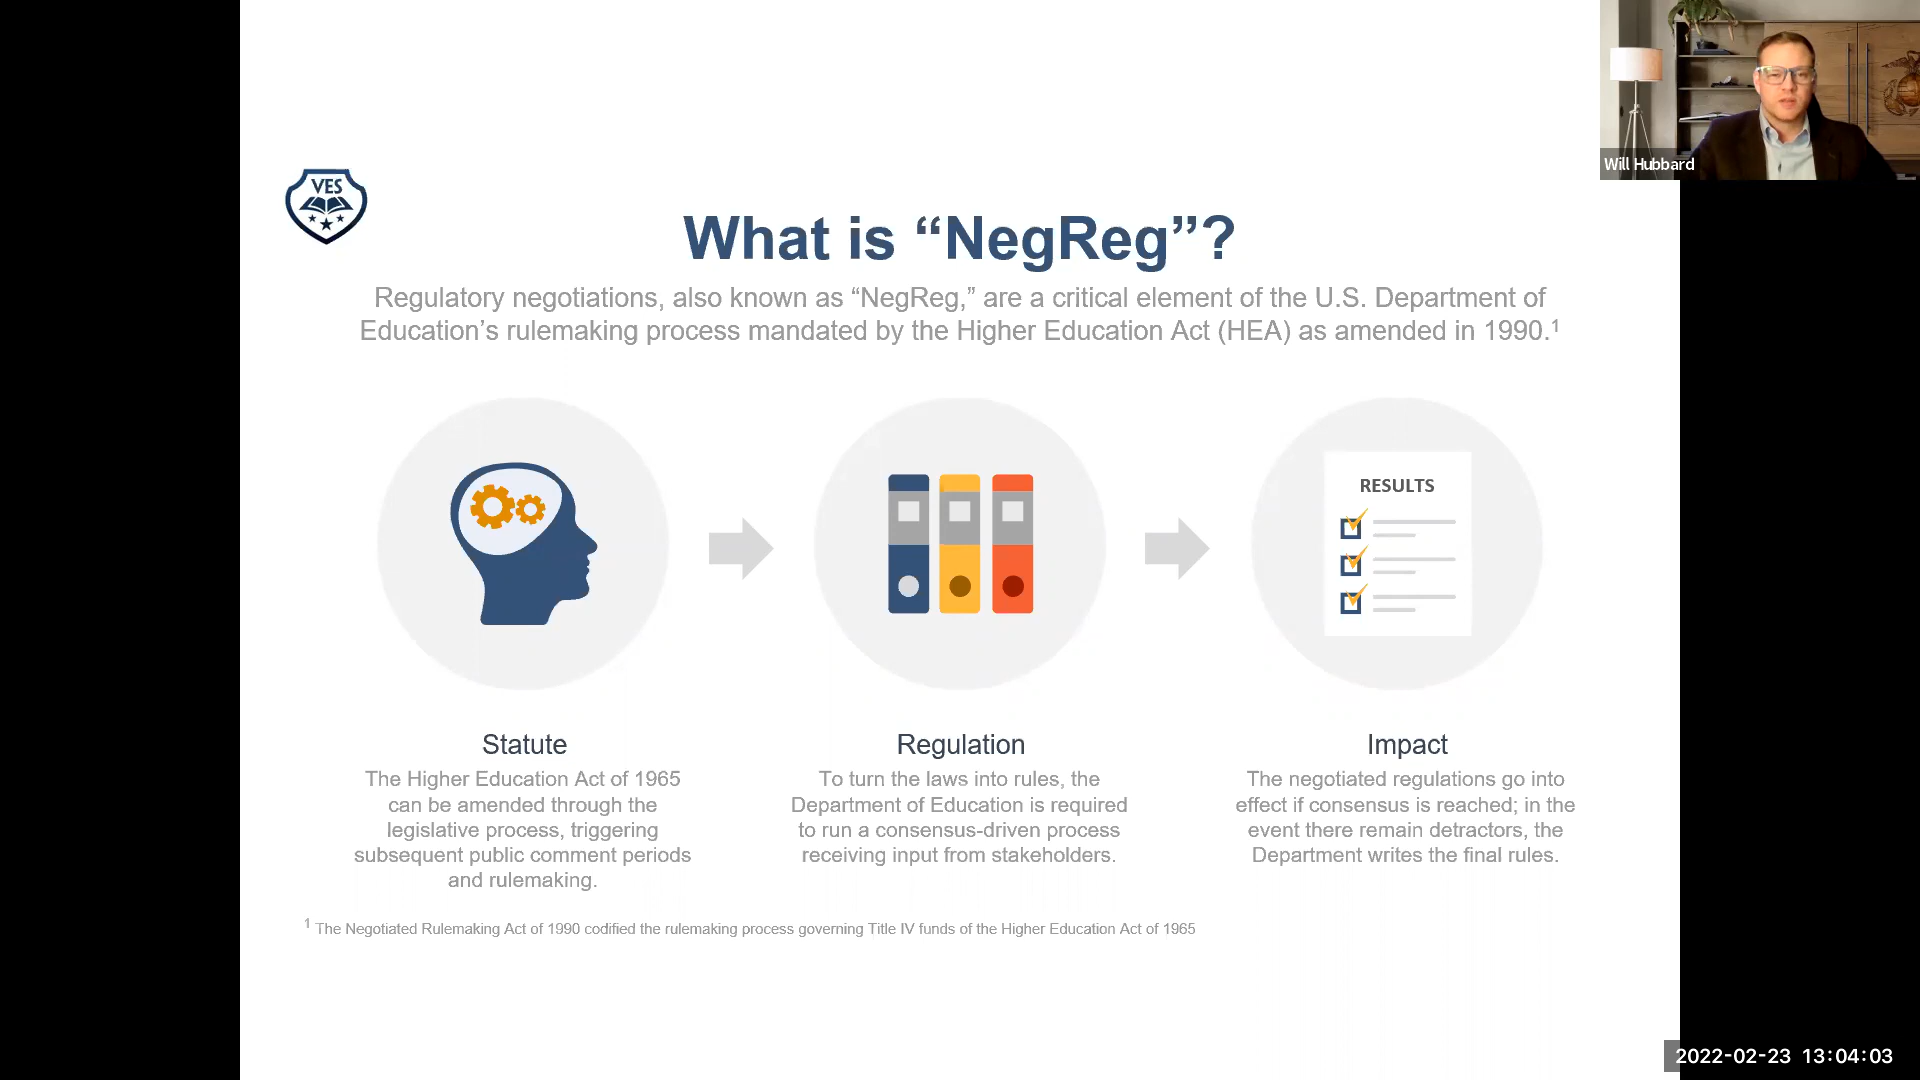 Will Hubbard
VES
What is “NegReg”?
Regulatory negotiations, also known as “NegReg,” are a critical element of the U.S. Department of
Education’s rulemaking process mandated by the Higher Education Act (HEA) as amended in 1990.¹
RESULTS
Statute
The Higher Education Act of 1965
can be amended through the
legislative process, triggering
subsequent public comment periods
and rulemaking.
Regulation
To turn the laws into rules, the
Department of Education is required
to run a consensus-driven process
receiving input from stakeholders.
Impact
The negotiated regulations go into
effect if consensus is reached; in the
event there remain detractors, the
Department writes the final rules.
¹ The Negotiated Rulemaking Act of 1990 codified the rulemaking process governing Title IV funds of the Higher Education Act of 1965
2022-02-23 13:04:03